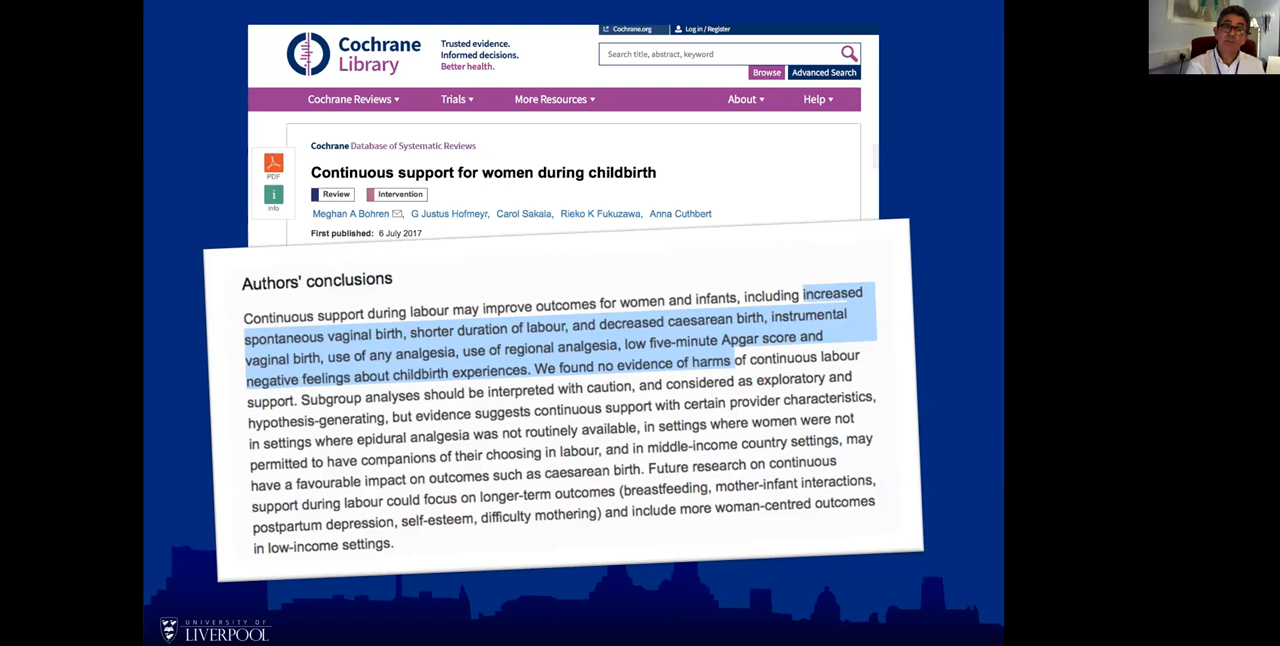 Cochrane.org
Log in / Register
Cochrane
Library
Trusted evidence.
Informed decisions.
Better health.
Search title, abstract, keyword
Browse
Advanced Search
Cochrane Reviews
Trials
More Resources
About
Help
Cochrane Database of Systematic Reviews
PDF
Continuous support for women during childbirth
i
Info
Review
Intervention
Meghan A Bohren, G Justus Hofmeyr, Carol Sakala, Rieko K Fukuzawa, Anna Cuthbert
First published: 6 July 2017
Authors' conclusions
Continuous support during labour may improve outcomes for women and infants, including increased
spontaneous vaginal birth, shorter duration of labour, and decreased caesarean birth, instrumental
vaginal birth, use of any analgesia, use of regional analgesia, low five-minute Apgar score and
negative feelings about childbirth experiences. We found no evidence of harms of continuous labour
support. Subgroup analyses should be interpreted with caution, and considered as exploratory and
hypothesis-generating, but evidence suggests continuous support with certain provider characteristics,
in settings where epidural analgesia was not routinely available, in settings where women were not
permitted to have companions of their choosing in labour, and in middle-income country settings, may
have a favourable impact on outcomes such as caesarean birth. Future research on continuous
support during labour could focus on longer-term outcomes (breastfeeding, mother-infant interactions,
postpartum depression, self-esteem, difficulty mothering) and include more woman-centred outcomes
in low-income settings.
UNIVERSITY OF
LIVERPOOL